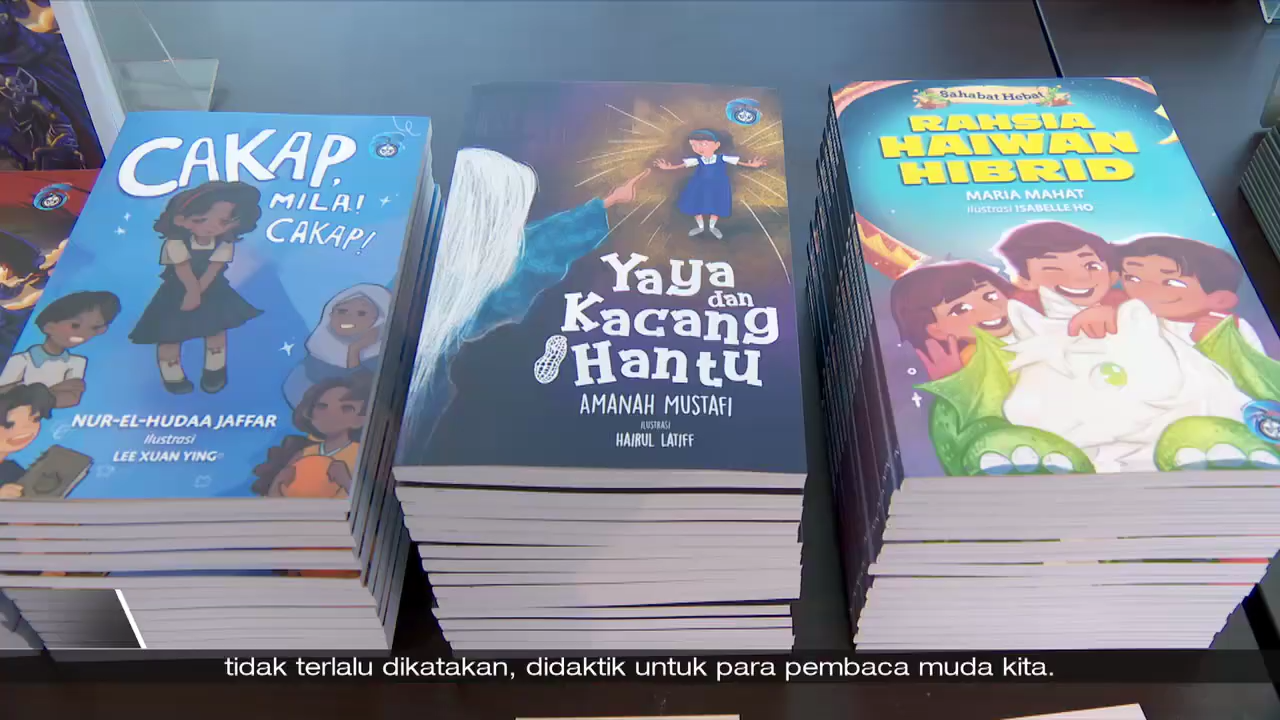 CAKAP,
MILA!
CAKAP!
NUR-EL-HUDAA JAFFAR
Ilustrasi
LEE XUAN YING
Yaya
dan
Kacang
Hantu
AMANAH MUSTAFI
ILUSTRASI
HAIRUL LATIFF
Sahabat Hebat
RAHSIA
HAIWAN
HIBRID
MARIA MAHAT
Ilustrasi ISABELLE HO
tidak terlalu dikatakan, didaktik untuk para pembaca muda kita.